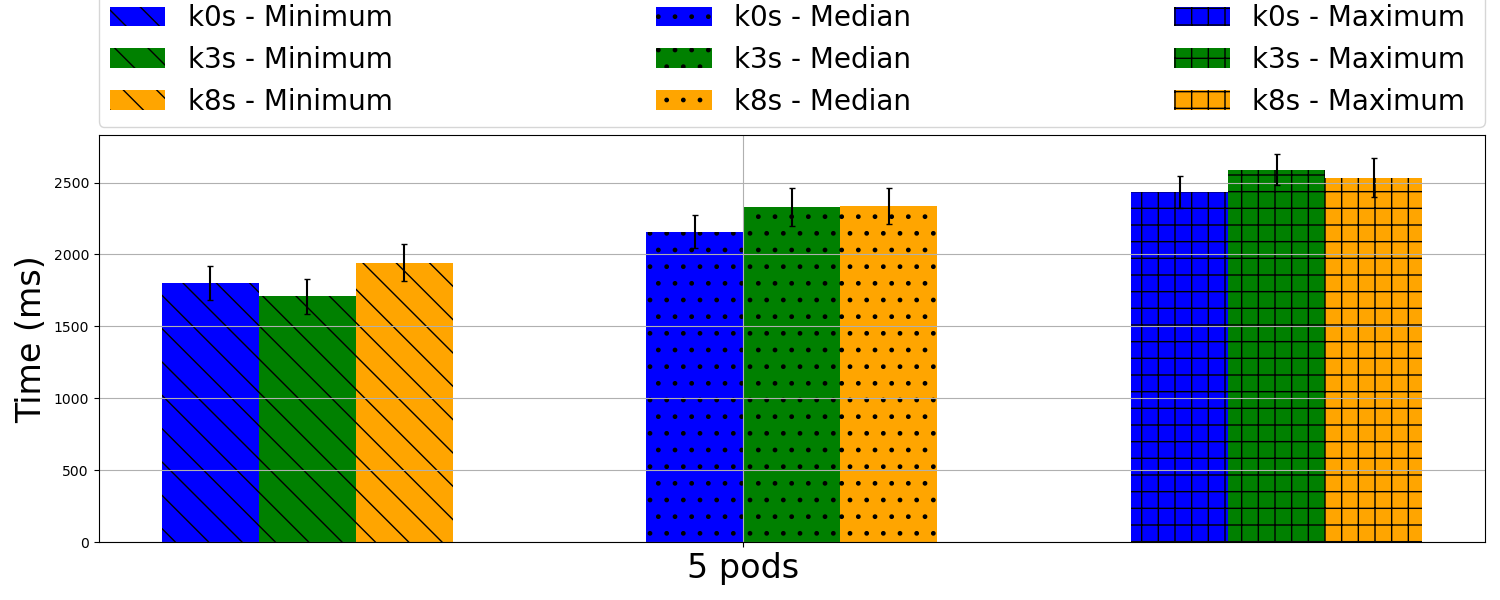 k0s - Minimum k0s - Median k0s - Maximum
k3s - Minimum k3s - Median k3s - Maximum
k8s - Minimum k8s - Median k8s - Maximum
Time (ms)
2500
2000
1500
1000
500
0
5 pods